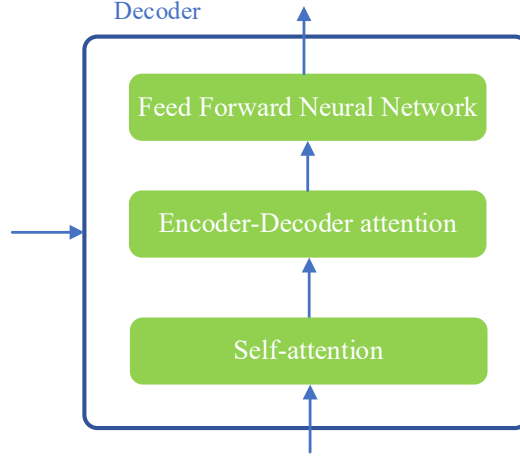 Decoder
Feed Forward Neural Network
Encoder-Decoder attention
Self-attention